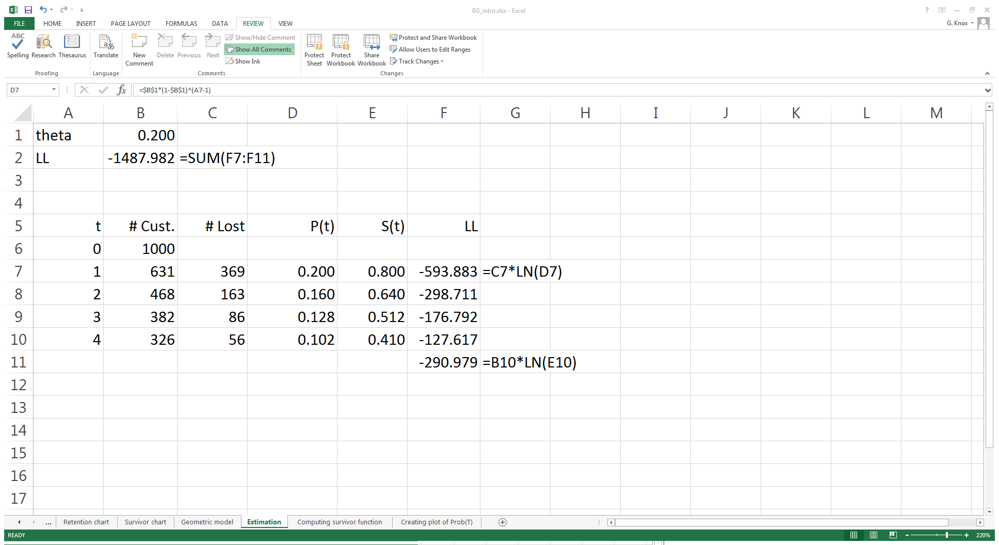 BG_intro.xlsx - Excel
?
FILE HOME INSERT PAGE LAYOUT FORMULAS DATA REVIEW VIEW G. Knox
ABC
Spelling Research Thesaurus Translate New Comment Delete Previous Next Show/Hide Comment
Show All Comments
Show Ink
Protect Sheet Protect Workbook Share Workbook Protect and Share Workbook
Allow Users to Edit Ranges
Track Changes
Proofing Language Comments Changes
D7 fx =$B$1*(1-$B$1)^(A7-1)
A B C D E F G H I J K L M
1 theta 0.200
2 LL -1487.982 =SUM(F7:F11)
3
4
5 t # Cust. # Lost P(t) S(t) LL
6 0 1000
7 1 631 369 0.200 0.800 -593.883 =C7*LN(D7)
8 2 468 163 0.160 0.640 -298.711
9 3 382 86 0.128 0.512 -176.792
10 4 326 56 0.102 0.410 -127.617
11 -290.979 =B10*LN(E10)
12
13
14
15
16
17
... Retention chart Survivor chart Geometric model Estimation Computing survivor function Creating plot of Prob(T)
READY 220%